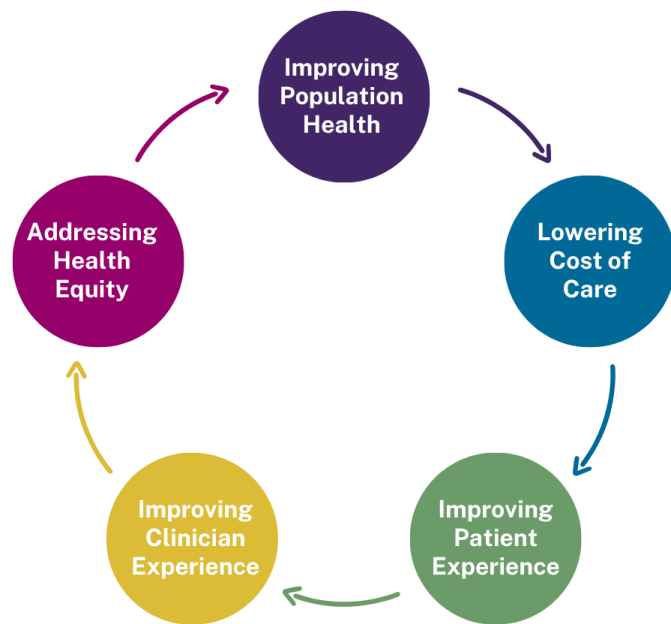 Improving
Population
Health
Lowering
Cost of
Care
Improving
Patient
Experience
Improving
Clinician
Experience
Addressing
Health
Equity